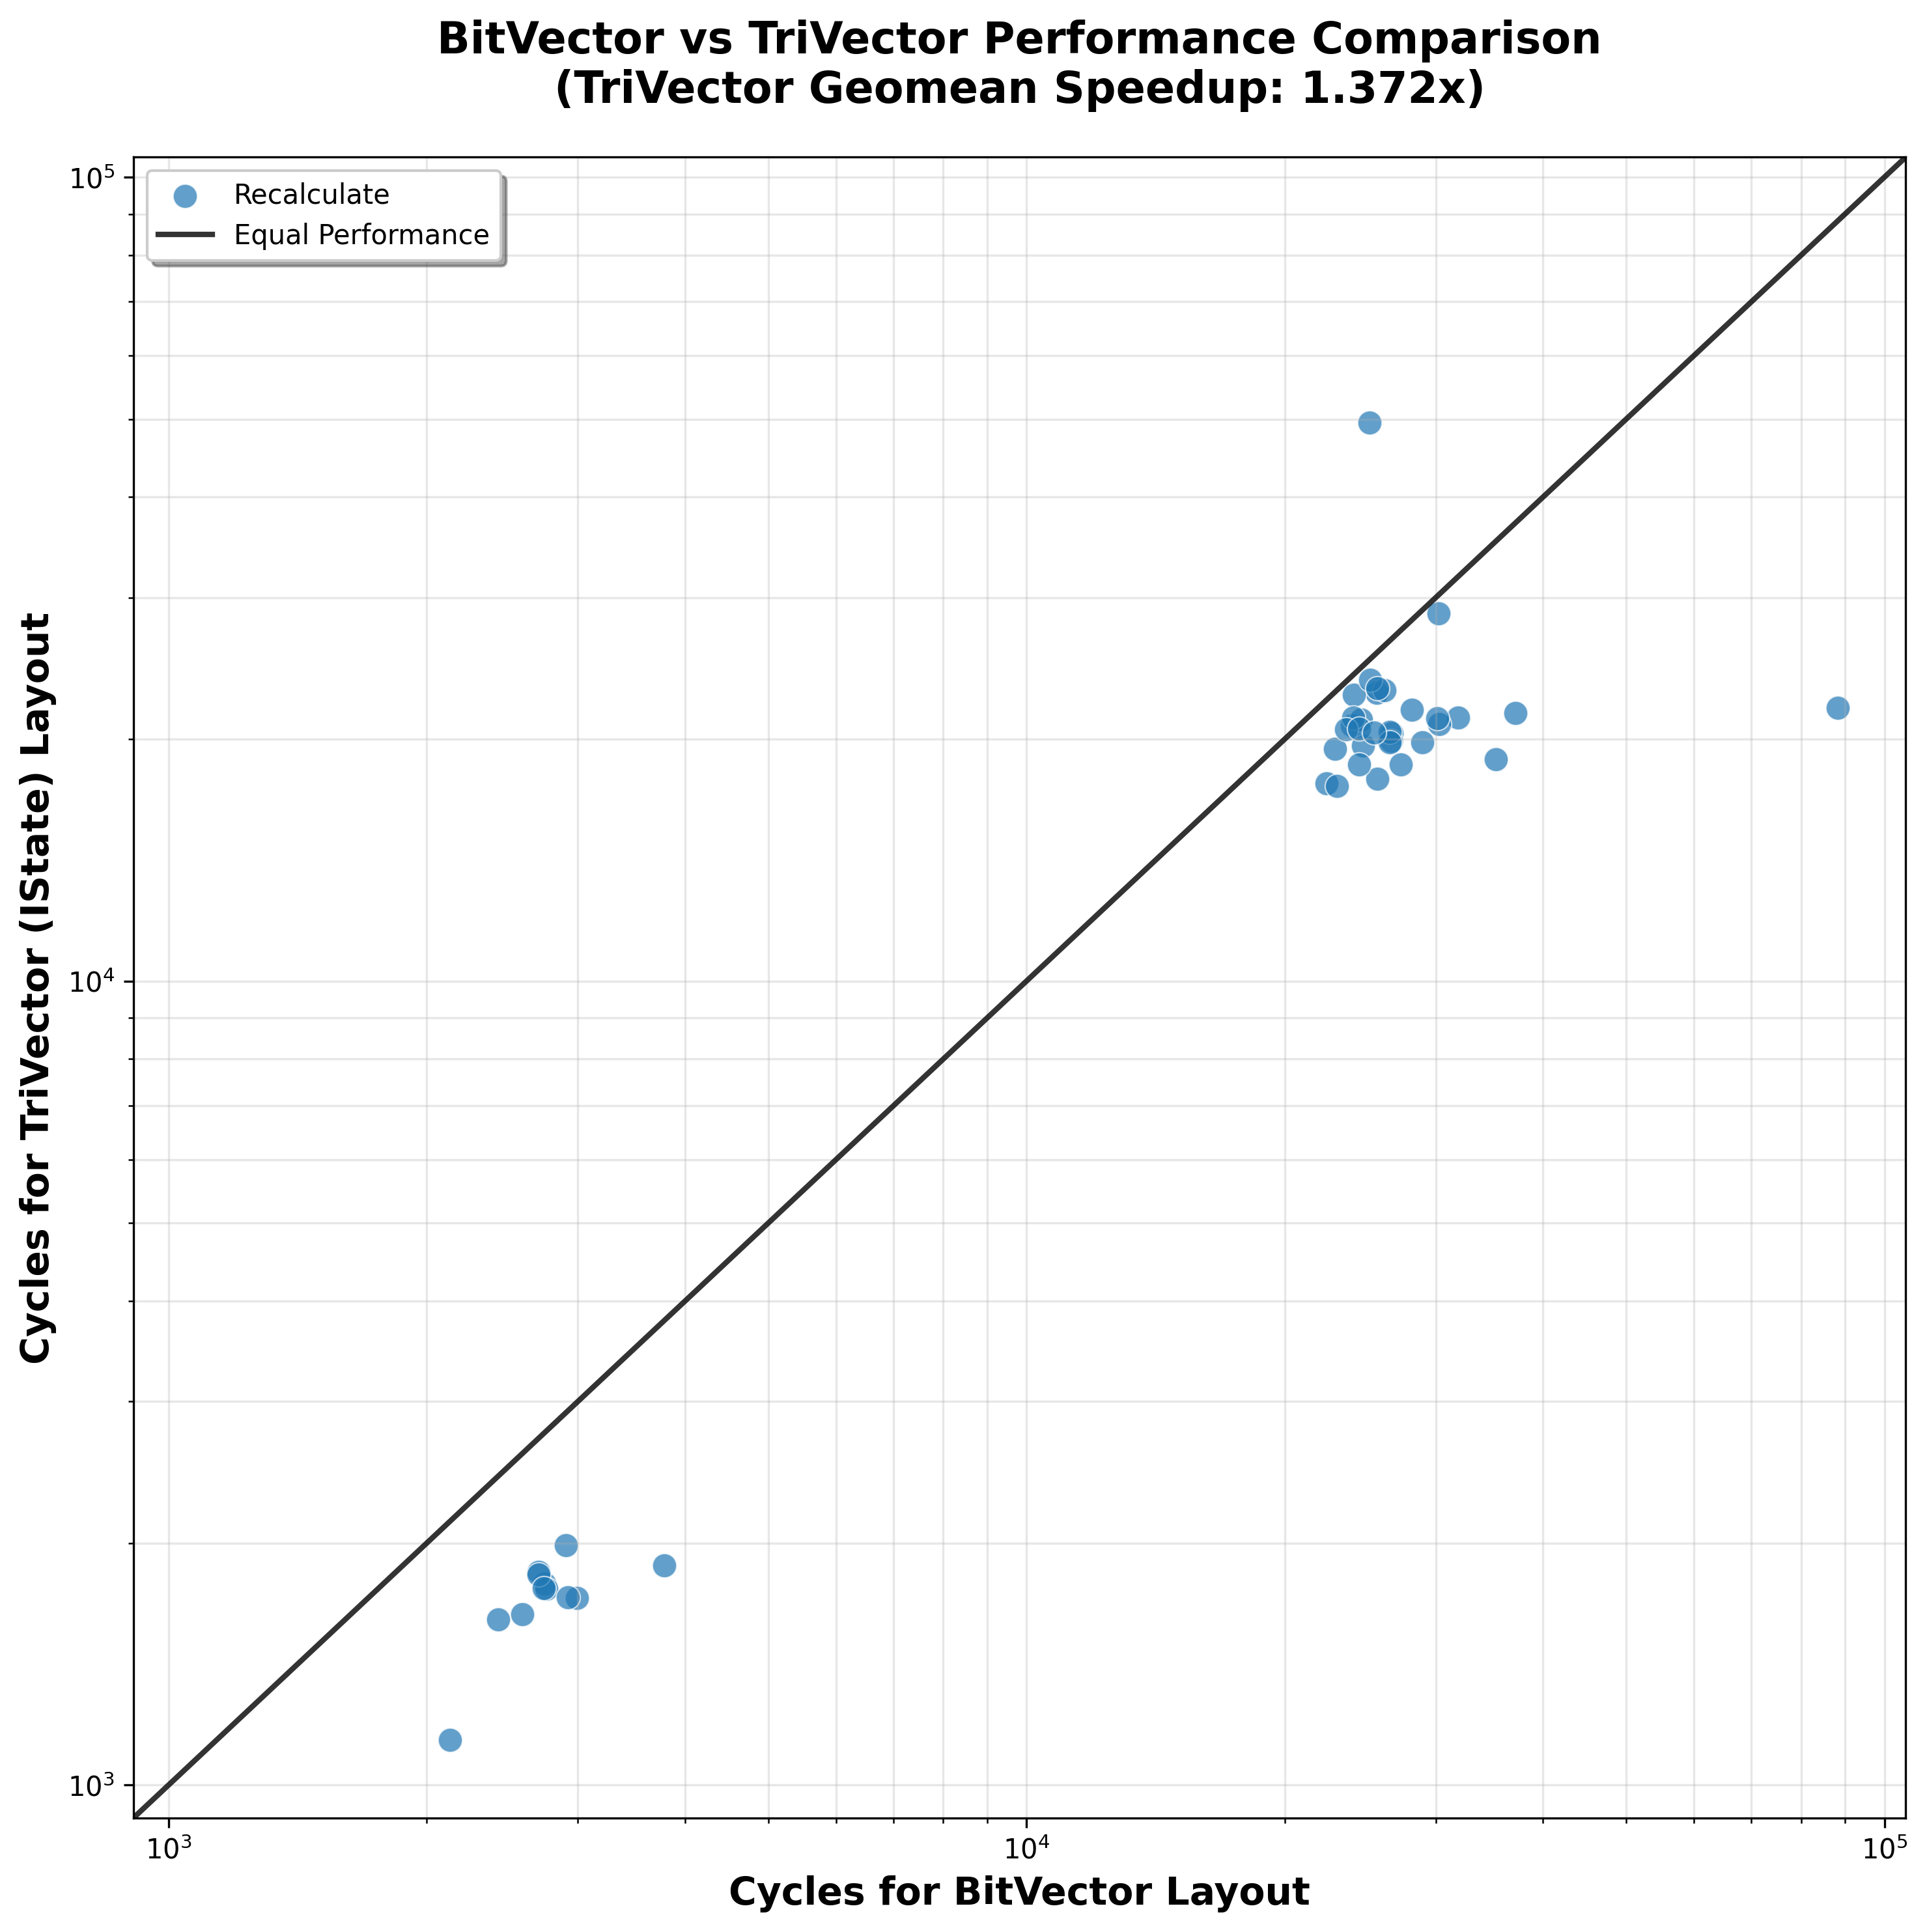 BitVector vs TriVector Performance Comparison
(TriVector Geomean Speedup: 1.372x)
Recalculate
Equal Performance
Cycles for TriVector (IState) Layout
10⁵
10⁴
10³
10³
10⁴
10⁵
Cycles for BitVector Layout